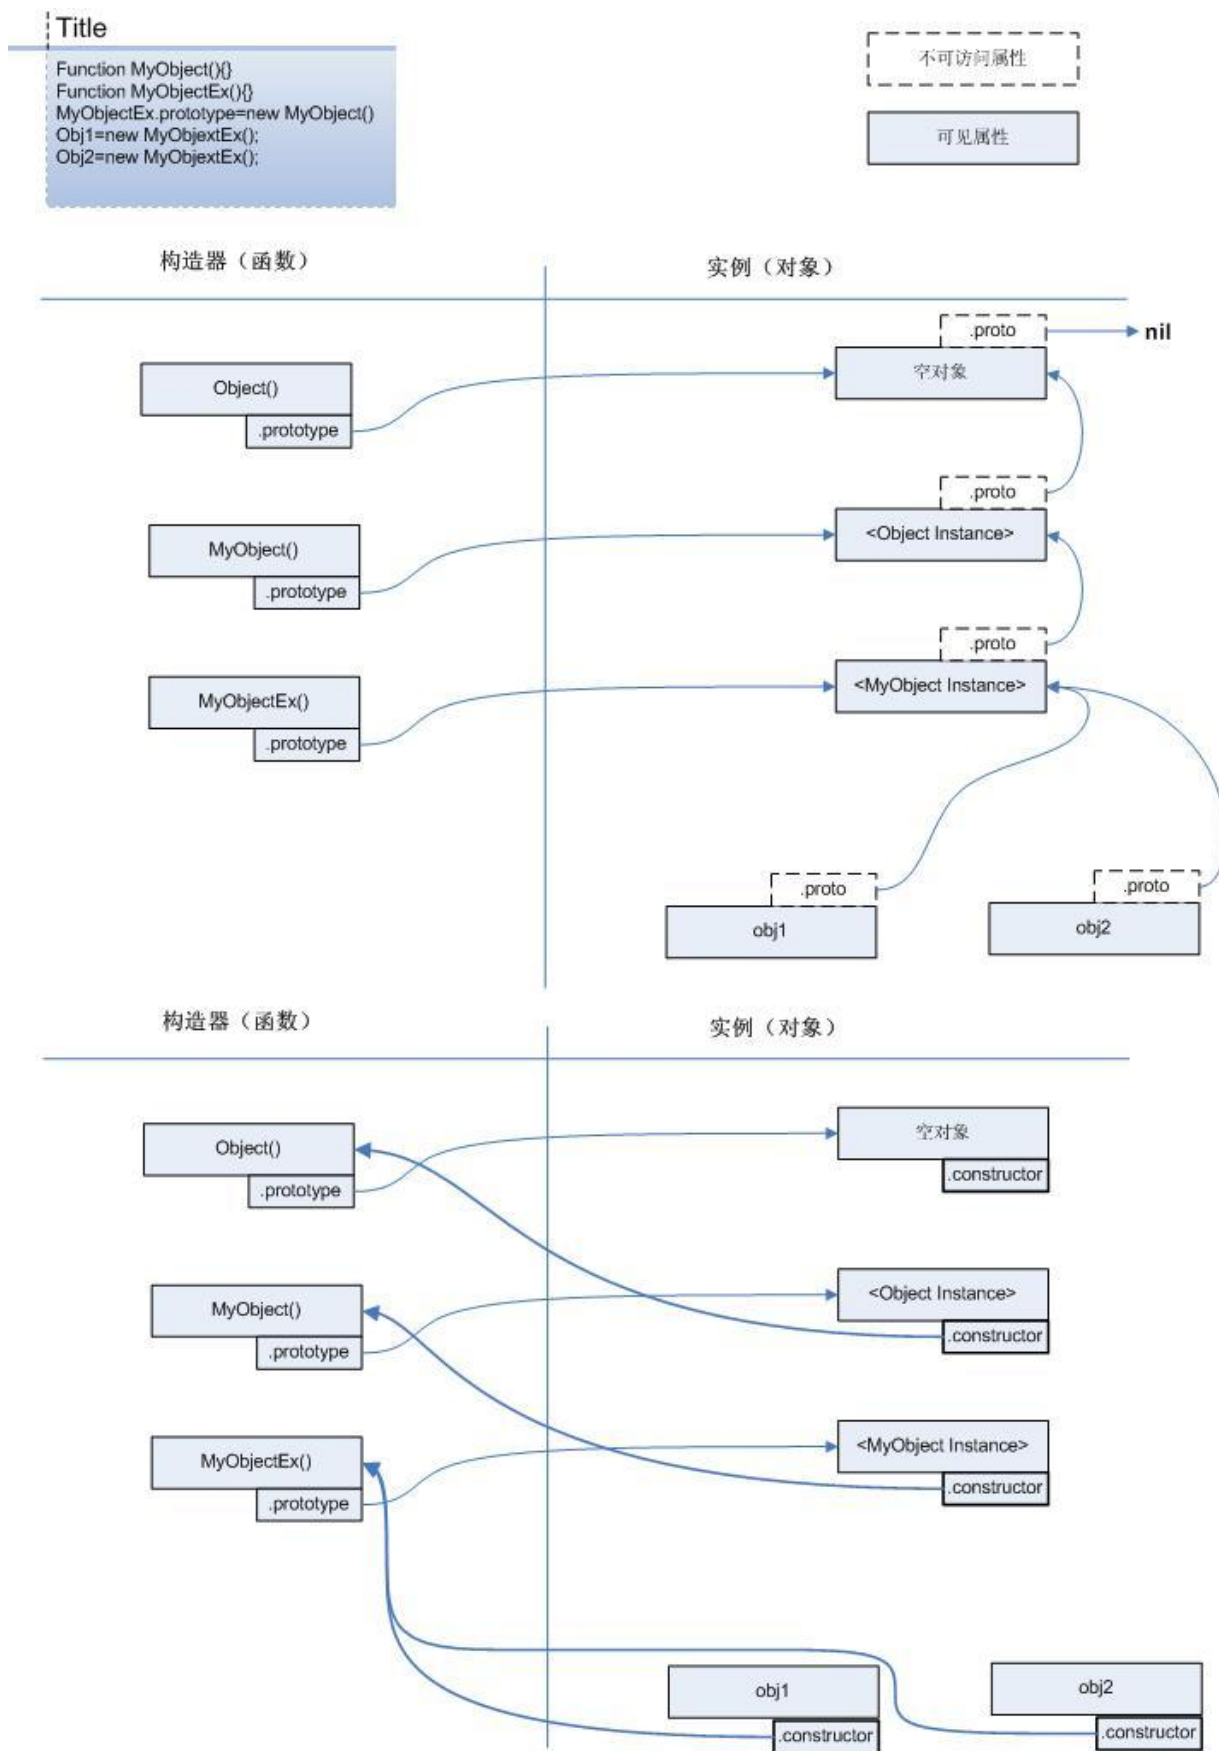 Title
Function MyObject(){}
Function MyObjectEx(){}
MyObjectEx.prototype=new MyObject()
Obj1=new MyObjextEx();
Obj2=new MyObjextEx();
不可访问属性
可见属性
构造器（函数）
实例（对象）
.proto
nil
空对象
Object()
.prototype
.proto
<Object Instance>
MyObject()
.prototype
.proto
<MyObject Instance>
MyObjectEx()
.prototype
.proto
obj1
.proto
obj2
构造器（函数）
实例（对象）
Object()
.prototype
空对象
.constructor
MyObject()
.prototype
<Object Instance>
.constructor
MyObjectEx()
.prototype
<MyObject Instance>
.constructor
obj1
.constructor
obj2
.constructor